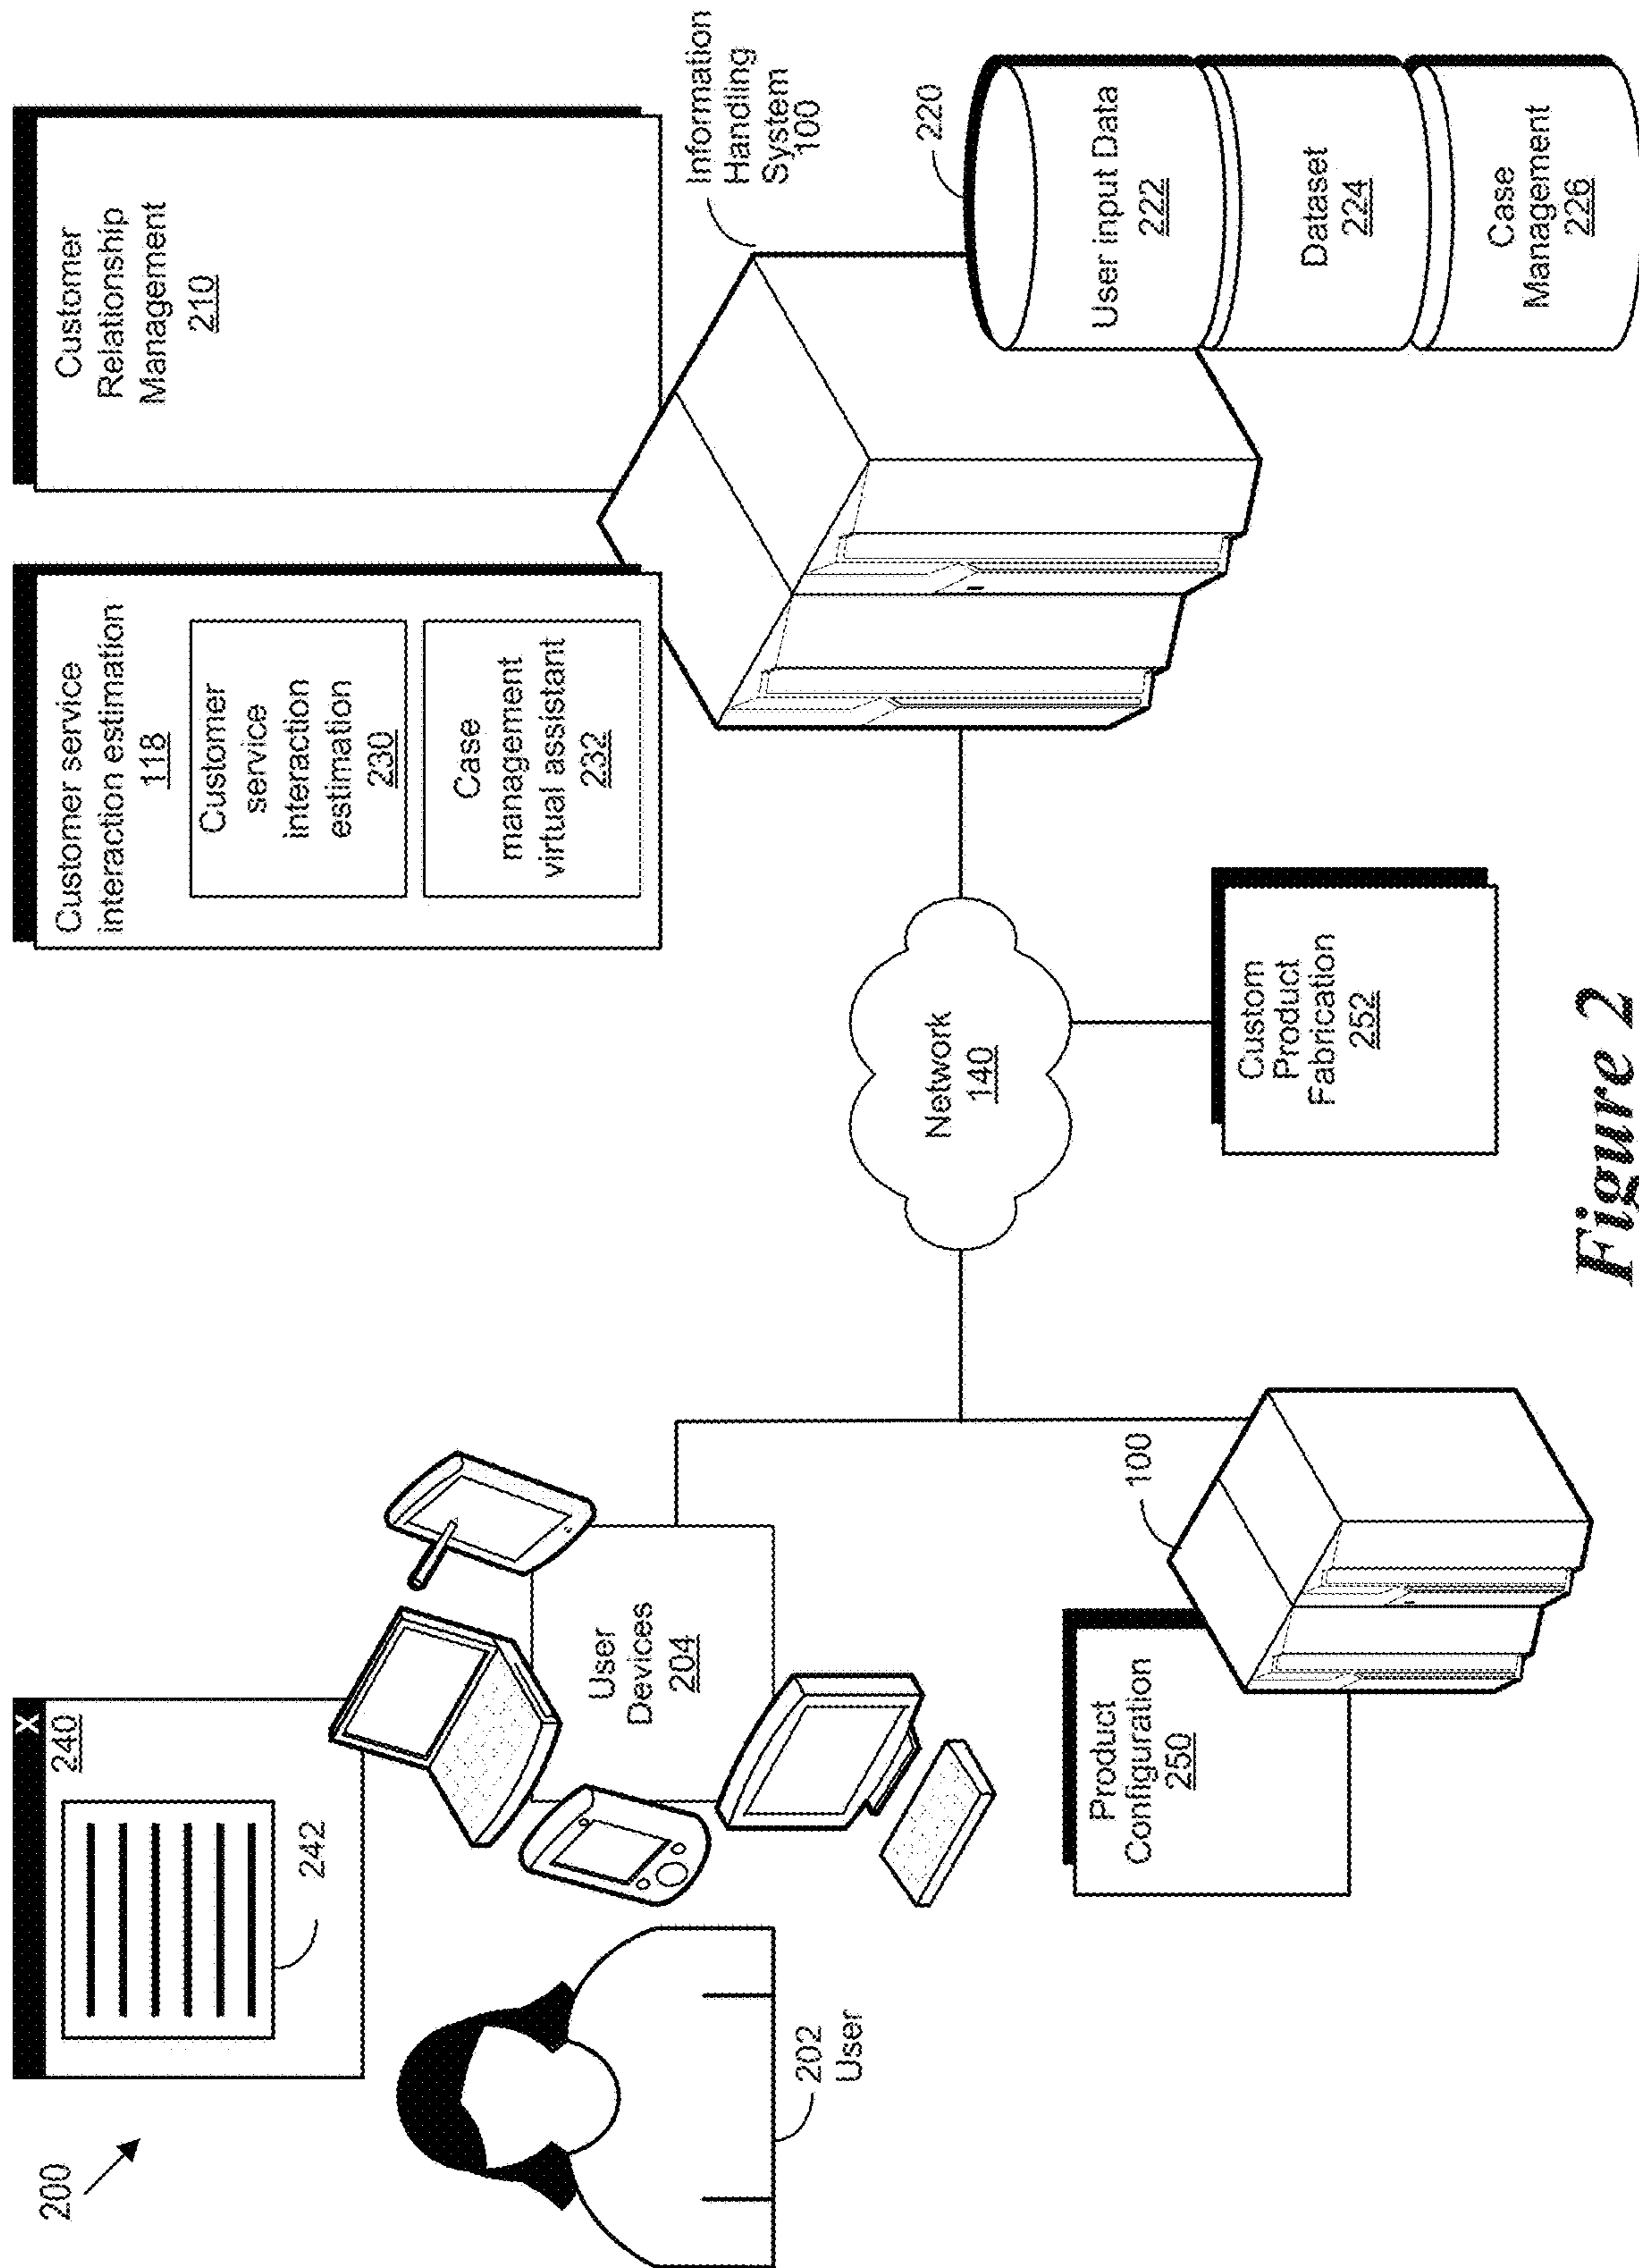 200
X
240
242
202
User
User
Devices
204
Product
Configuration
250
100
Network
140
Custom
Product
Fabrication
252
Customer service
interaction estimation
118
Customer
service
interaction
estimation
230
Case
management
virtual assistant
232
Customer
Relationship
Management
210
Information
Handling
System
100
220
User input Data
222
Dataset
224
Case
Management
226
Figure 2